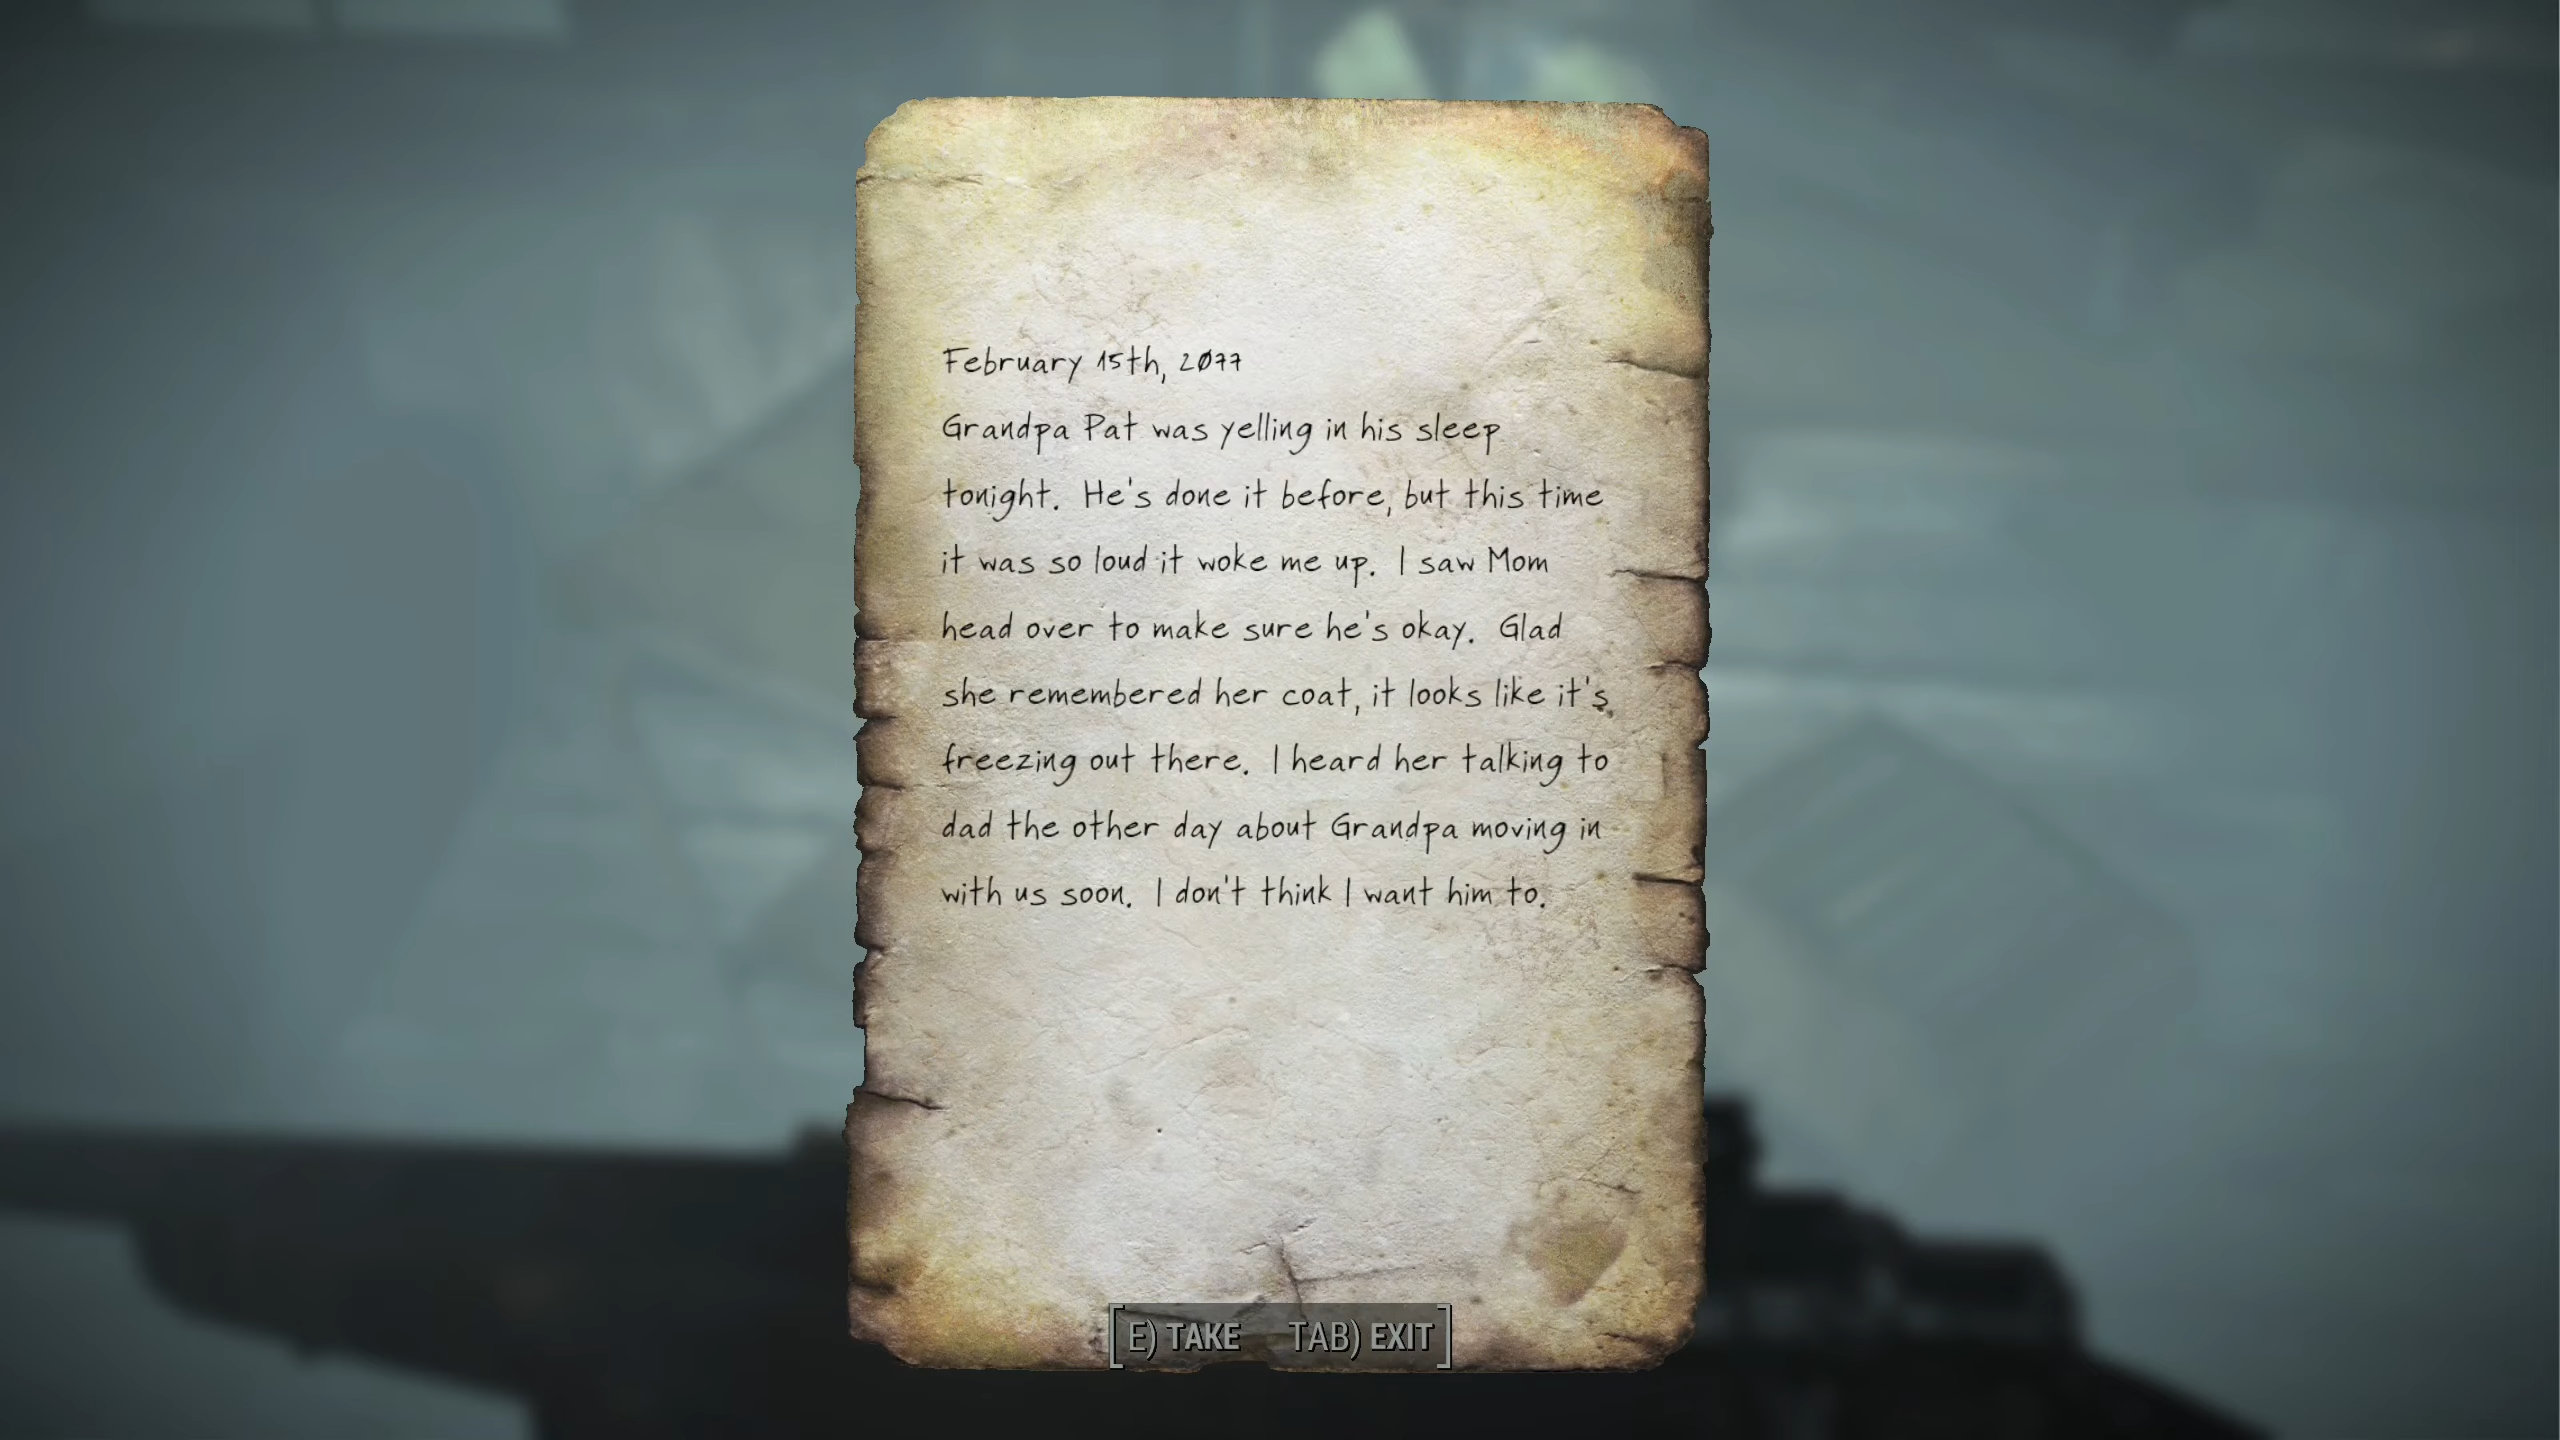 February 15th, 2077
Grandpa Pat was yelling in his sleep
tonight.  He's done it before, but this time
it was so loud it woke me up.  I saw Mom
head over to make sure he's okay.  Glad
she remembered her coat, it looks like it's
freezing out there.  I heard her talking to
dad the other day about Grandpa moving in
with us soon.  I don't think I want him to.
E) TAKE TAB) EXIT